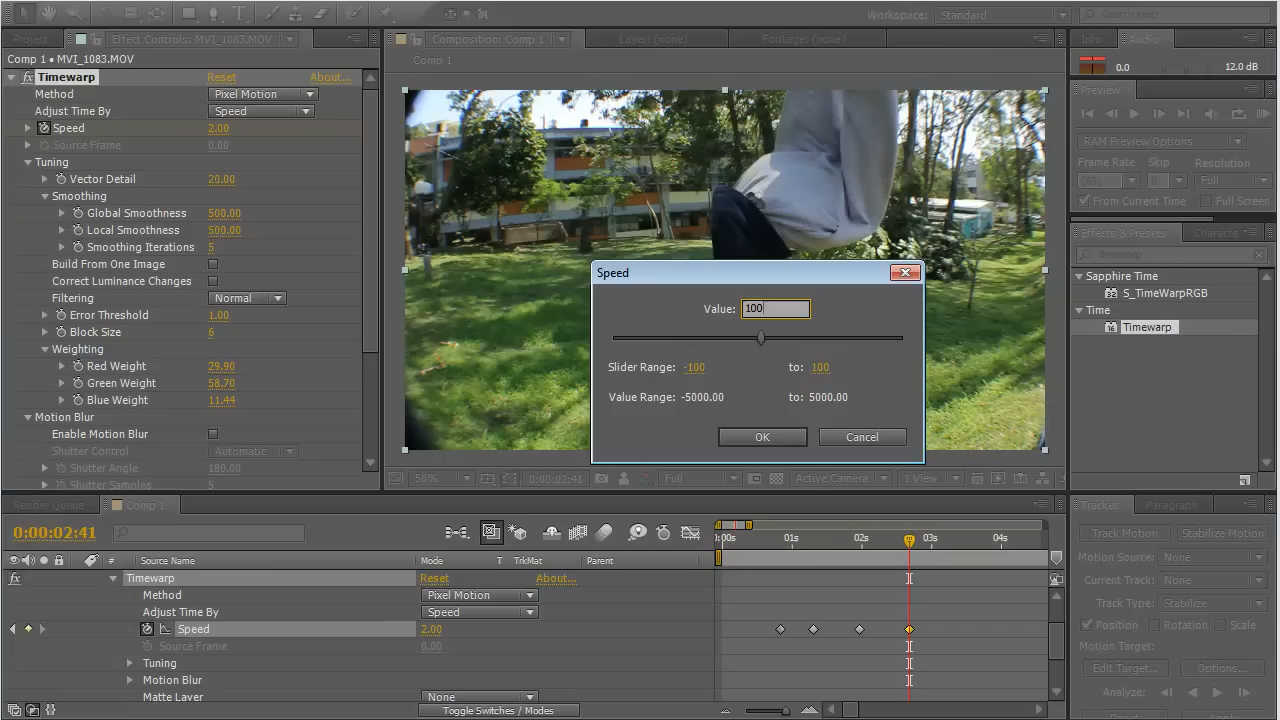 Workspace: Standard Search Help
Project Effect Controls: MVI_1083.MOV
Comp 1 • MVI_1083.MOV
Timewarp Reset About...
Method Pixel Motion
Adjust Time By Speed
Speed 2.00
Source Frame 0.00
Tuning
Vector Detail 20.00
Smoothing
Global Smoothness 500.00
Local Smoothness 500.00
Smoothing Iterations 5
Build From One Image
Correct Luminance Changes
Filtering Normal
Error Threshold 1.00
Block Size 6
Weighting
Red Weight 29.90
Green Weight 58.70
Blue Weight 11.44
Motion Blur
Enable Motion Blur
Shutter Control Automatic
Shutter Angle 180.00
Shutter Samples 5
Composition: Comp 1 Layer: (none) Footage: (none)
Comp 1
Speed
Value: 100
Slider Range: -100 to: 100
Value Range: -5000.00 to: 5000.00
OK Cancel
50% 0:00:02:41 Full Active Camera 1 View
Info Audio
0.0 12.0 dB
Preview
RAM Preview Options
Frame Rate Skip Resolution
(60) 0 Full
From Current Time Full Screen
Effects & Presets Characte
timewarp
Sapphire Time
S_TimeWarpRGB
Time
Timewarp
Render Queue Comp 1
0:00:02:41
# Source Name Mode T TrkMat Parent
0:00s 01s 02s 03s 04s
Timewarp Reset About...
Method Pixel Motion
Adjust Time By Speed
Speed 2.00
Source Frame 0.00
Tuning
Motion Blur
Matte Layer None
Toggle Switches / Modes
Tracker Paragraph
Track Motion Stabilize Motion
Motion Source: None
Current Track: None
Track Type: Stabilize
Position Rotation Scale
Motion Target:
Edit Target... Options...
Analyze:
Reset Apply